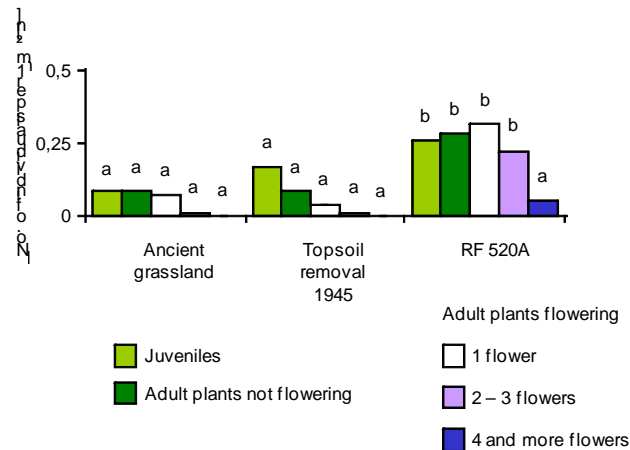 0,5
0,25
0
a a a a a
a a a a a
b b b b a
Ancient
grassland
Topsoil
removal
1945
RF 520A
Juveniles
Adult plants not flowering
Adult plants flowering
1 flower
2 – 3 flowers
4 and more flowers